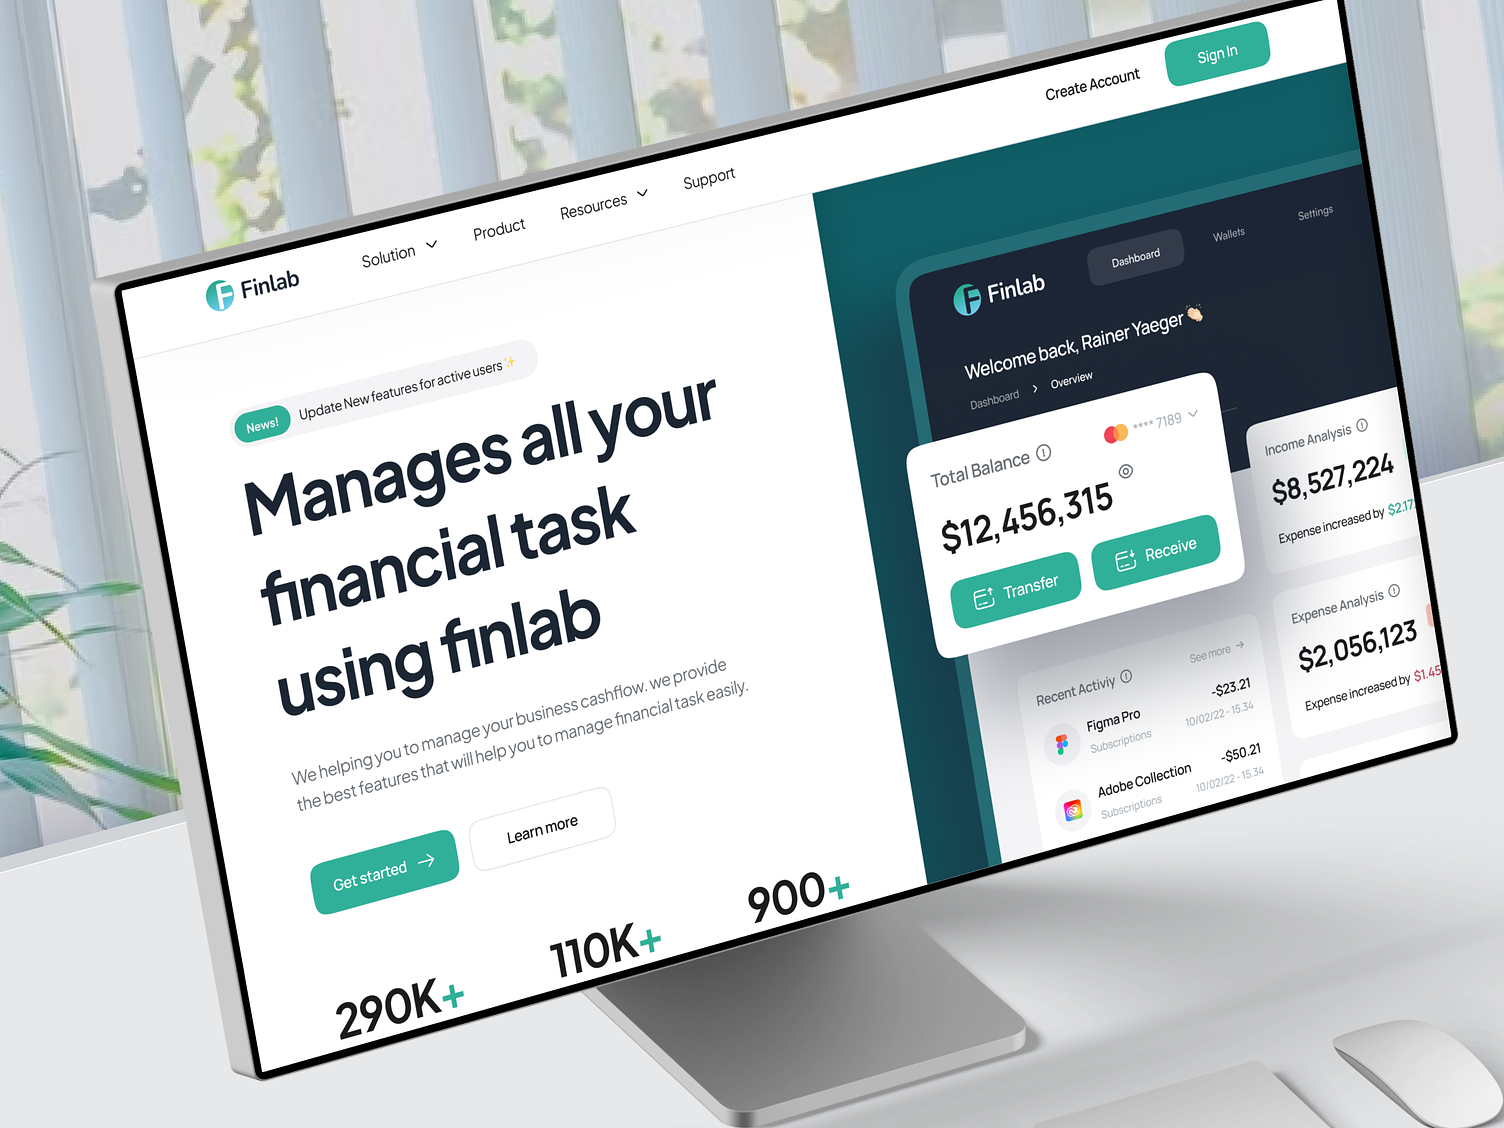 Create Account
Sign In
Finlab
Solution
Product
Resources
Support
News!
Update New features for active users
Manages all your
financial task
using finlab
We helping you to manage your business cashflow. we provide
the best features that will help you to manage financial task easily.
Get started
Learn more
290K+
110K+
900+
Finlab
Dashboard
Wallets
Settings
Welcome back, Rainer Yaeger
Dashboard
Overview
Total Balance
**** 7189
$12,456,315
Transfer
Receive
Income Analysis
$8,527,224
Expense increased by $2.17
Expense Analysis
$2,056,123
Expense increased by $1.45
Recent Activiy
See more
Figma Pro
-$23.21
Subscriptions
10/02/22 - 15.34
Adobe Collection
-$50.21
Subscriptions
10/02/22 - 15.34